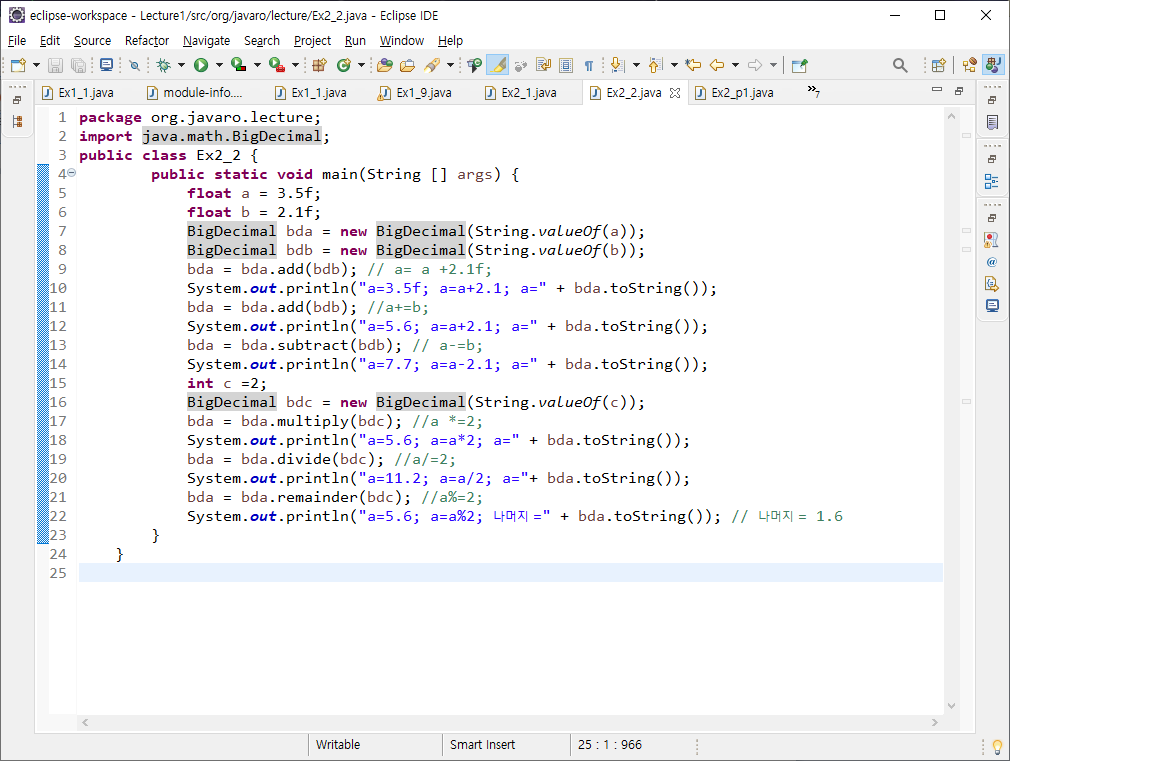 eclipse-workspace - Lecture1/src/org/javaro/lecture/Ex2_2.java - Eclipse IDE
File Edit Source Refactor Navigate Search Project Run Window Help
Ex1_1.java module-info.... Ex1_1.java Ex1_9.java Ex2_1.java Ex2_2.java Ex2_p1.java »7
1 package org.javaro.lecture;
2 import java.math.BigDecimal;
3 public class Ex2_2 {
4 public static void main(String [] args) {
5 float a = 3.5f;
6 float b = 2.1f;
7 BigDecimal bda = new BigDecimal(String.valueOf(a));
8 BigDecimal bdb = new BigDecimal(String.valueOf(b));
9 bda = bda.add(bdb); // a= a +2.1f;
10 System.out.println("a=3.5f; a=a+2.1; a=" + bda.toString());
11 bda = bda.add(bdb); //a+=b;
12 System.out.println("a=5.6; a=a+2.1; a=" + bda.toString());
13 bda = bda.subtract(bdb); // a-=b;
14 System.out.println("a=7.7; a=a-2.1; a=" + bda.toString());
15 int c =2;
16 BigDecimal bdc = new BigDecimal(String.valueOf(c));
17 bda = bda.multiply(bdc); //a *=2;
18 System.out.println("a=5.6; a=a*2; a=" + bda.toString());
19 bda = bda.divide(bdc); //a/=2;
20 System.out.println("a=11.2; a=a/2; a="+ bda.toString());
21 bda = bda.remainder(bdc); //a%=2;
22 System.out.println("a=5.6; a=a%2; 나머지=" + bda.toString()); // 나머지 = 1.6
23 }
24 }
25
Writable Smart Insert 25 : 1 : 966